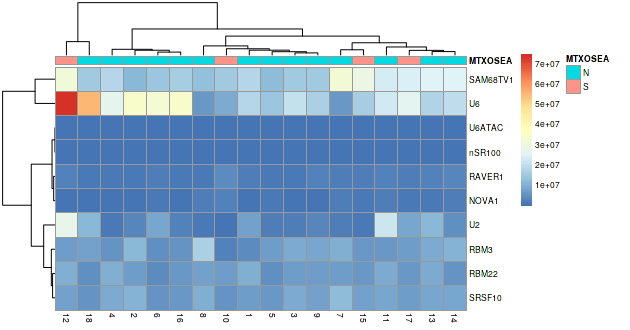 MTXOSEA
SAM68TV1
U6
U6ATAC
nSR100
RAVER1
NOVA1
U2
RBM3
RBM22
SRSF10
12 18 4 2 6 16 8 10 1 5 3 9 7 15 11 17 13 14
7e+07
6e+07
5e+07
4e+07
3e+07
2e+07
1e+07
MTXOSEA
N
S